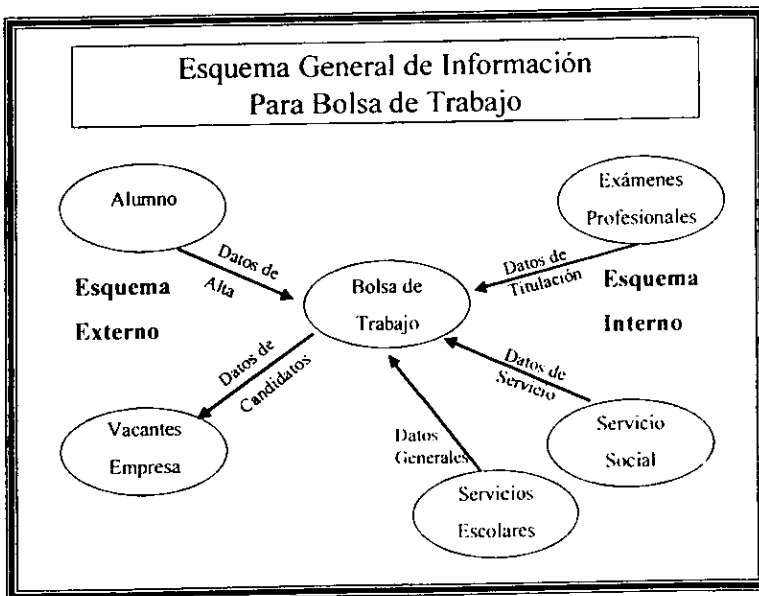 Esquema General de Información
Para Bolsa de Trabajo
Alumno
Exámenes
Profesionales
Datos de
Alta
Datos de
Titulación
Esquema
Externo
Bolsa de
Trabajo
Esquema
Interno
Datos de
Candidatos
Datos de
Servicio
Vacantes
Empresa
Datos
Generales
Servicio
Social
Servicios
Escolares